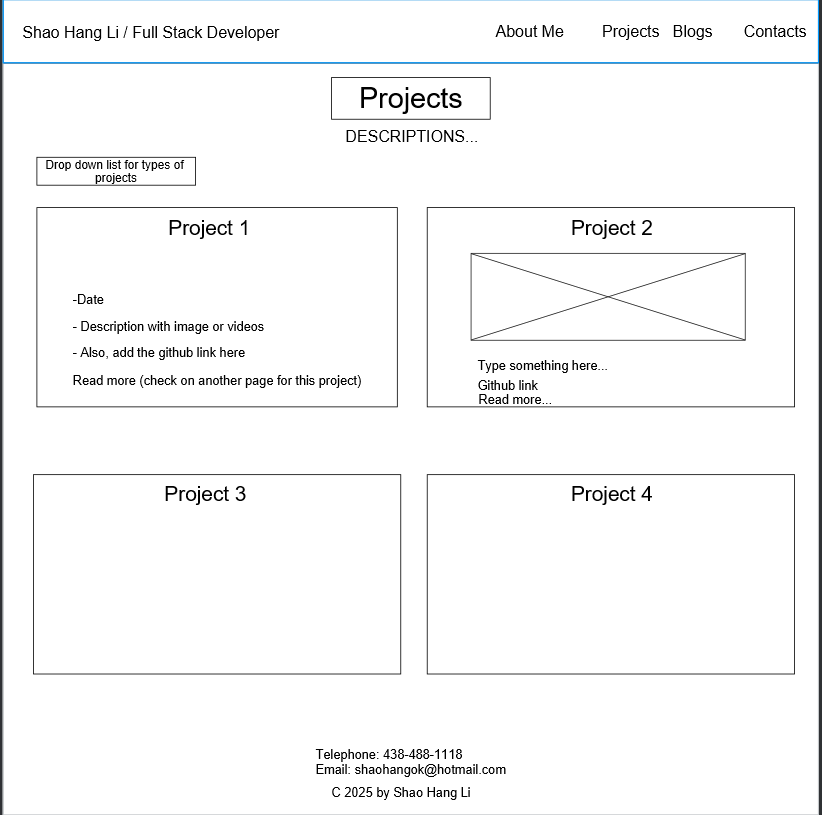 Shao Hang Li / Full Stack Developer
About Me
Projects
Blogs
Contacts
Projects
DESCRIPTIONS...
Drop down list for types of
projects
Project 1
-Date
- Description with image or videos
- Also, add the github link here
Read more (check on another page for this project)
Project 2
Type something here...
Github link
Read more...
Project 3
Project 4
Telephone: 438-488-1118
Email: shaohangok@hotmail.com
C 2025 by Shao Hang Li